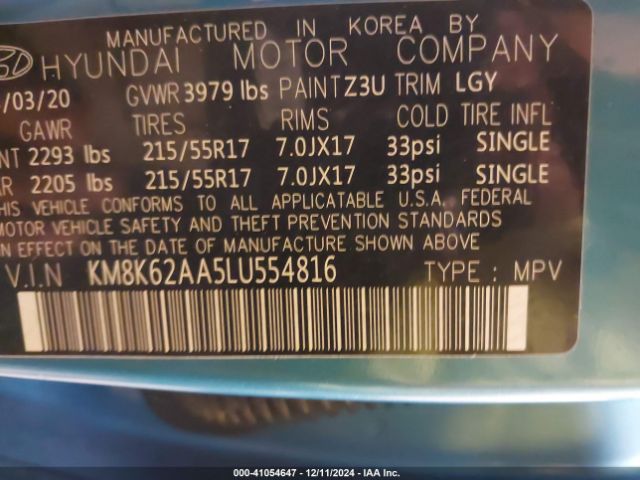 MANUFACTURED IN KOREA BY
HYUNDAI MOTOR COMPANY
/03/20 GVWR 3979 lbs PAINT Z3U TRIM LGY
GAWR TIRES RIMS COLD TIRE INFL
NT 2293 lbs 215/55R17 7.0JX17 33psi SINGLE
R 2205 lbs 215/55R17 7.0JX17 33psi SINGLE
HIS VEHICLE CONFORMS TO ALL APPLICATABLE U.S.A. FEDERAL
MOTOR VEHICLE SAFETY AND THEFT PREVENTION STANDARDS
IN EFFECT ON THE DATE OF MANUFACTURE SHOWN ABOVE
V.I.N KM8K62AA5LU554816 TYPE : MPV
000-41054647 - 12/11/2024 - IAA Inc.